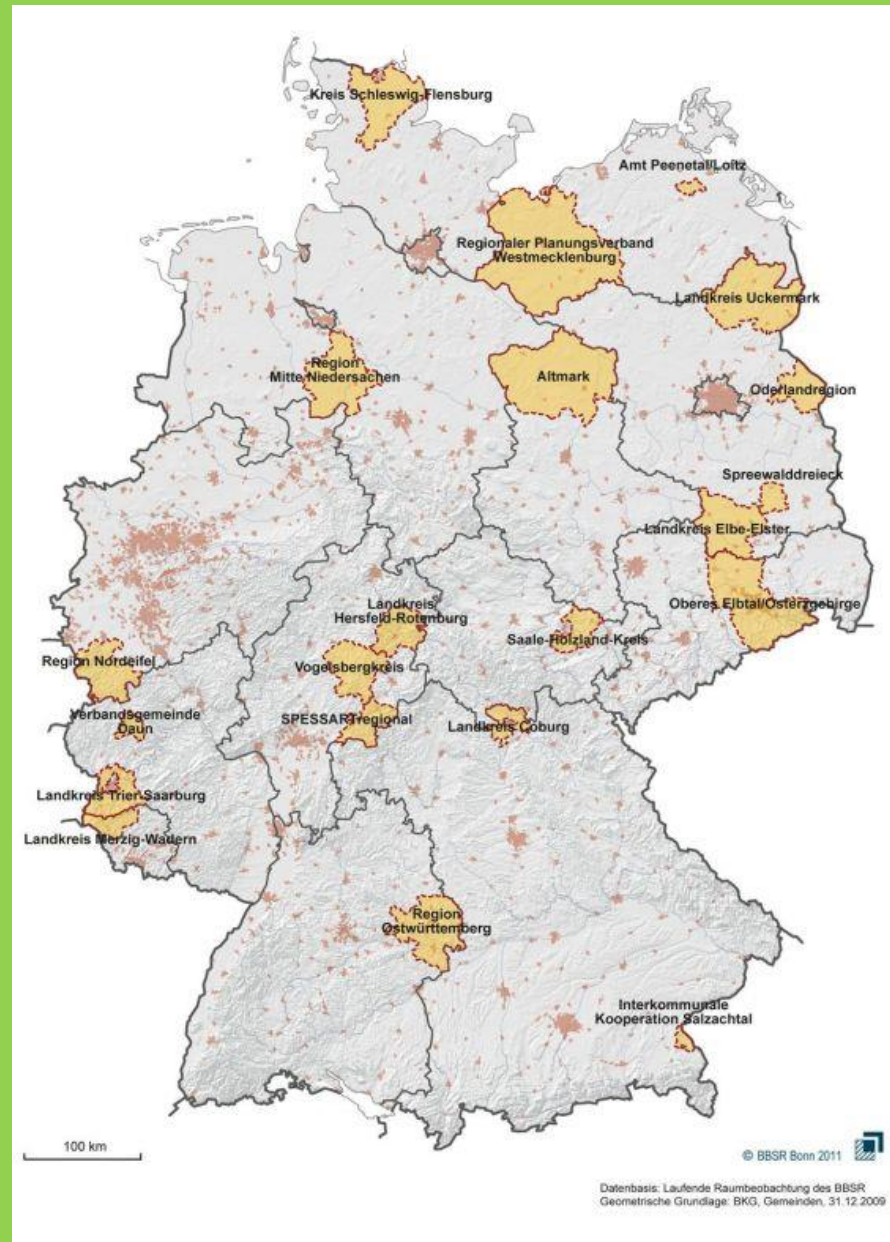 Kreis Schleswig-Flensburg
Amt Peenetal/Loitz
Regionaler Planungsverband
Westmecklenburg
Landkreis Uckermark
Region
Mitte Niedersachen
Altmark
Oderlandregion
Spreewalddreieck
Landkreis Elbe-Elster
Landkreis
Hersfeld-Rotenburg
Oberes Elbtal/Osterzgebirge
Saale-Holzland-Kreis
Region Nordeifel
Vogelsbergkreis
Verbandsgemeinde
Daun
SPESSARTregional
Landkreis Coburg
Landkreis Trier-Saarburg
Landkreis Merzig-Wadern
Region
Ostwürttemberg
Interkommunale
Kooperation Salzachtal
100 km
© BBSR Bonn 2011
Datenbasis: Laufende Raumbeobachtung des BBSR
Geometrische Grundlage: BKG, Gemeinden, 31.12.2009